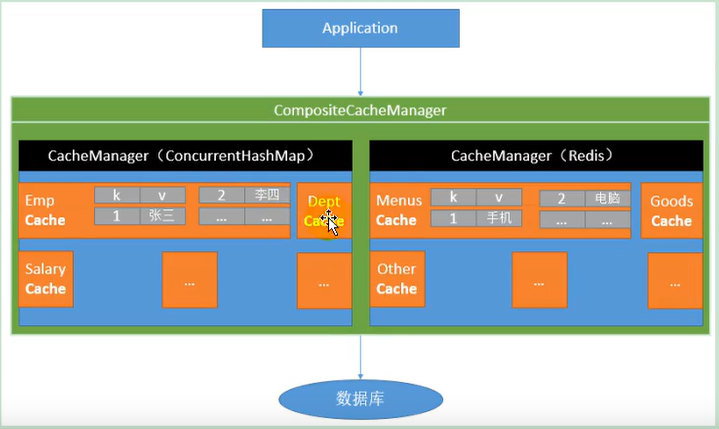 Application
CompositeCacheManager
CacheManager（ConcurrentHashMap）
Emp
Cache
k v
1 张三
2 李四
... ...
Dept
Cache
Salary
Cache
...
...
CacheManager（Redis）
Menus
Cache
k v
1 手机
2 电脑
... ...
Goods
Cache
Other
Cache
...
...
数据库